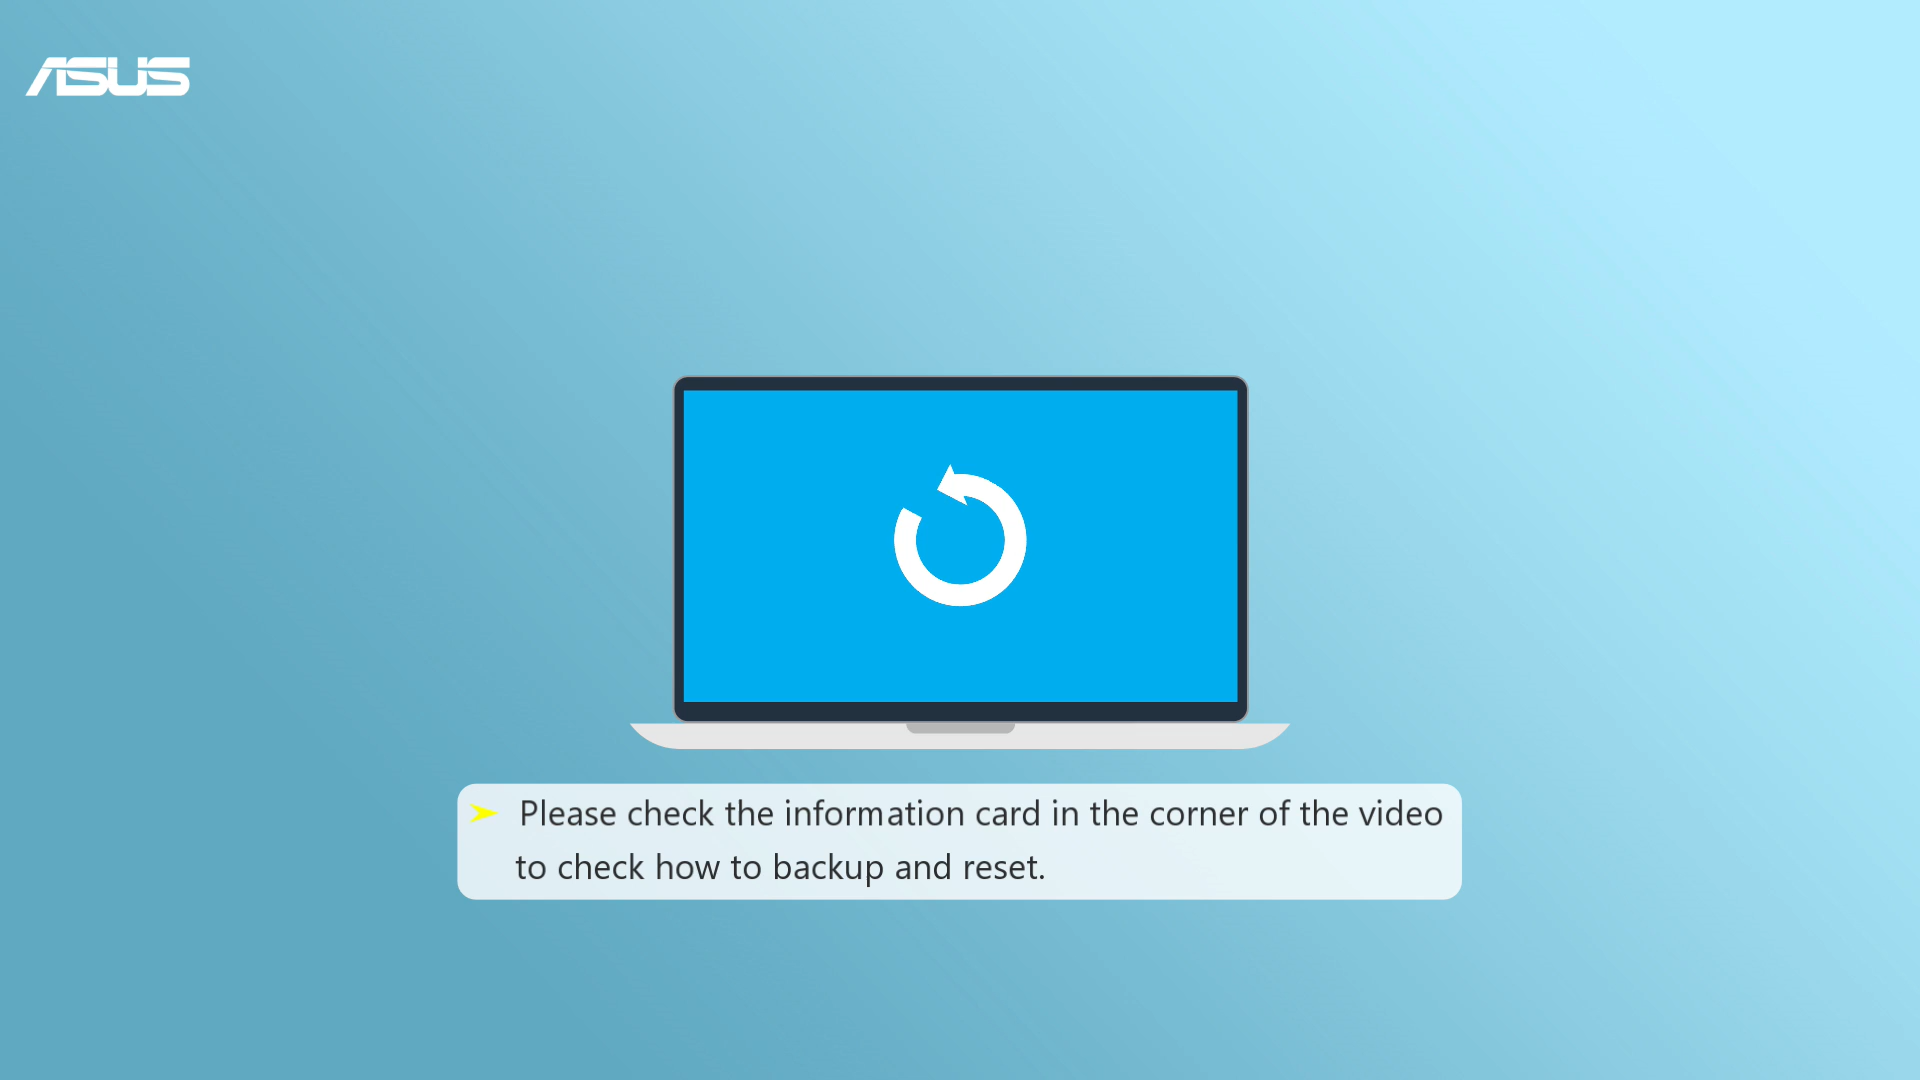 ASUS
Please check the information card in the corner of the video
to check how to backup and reset.